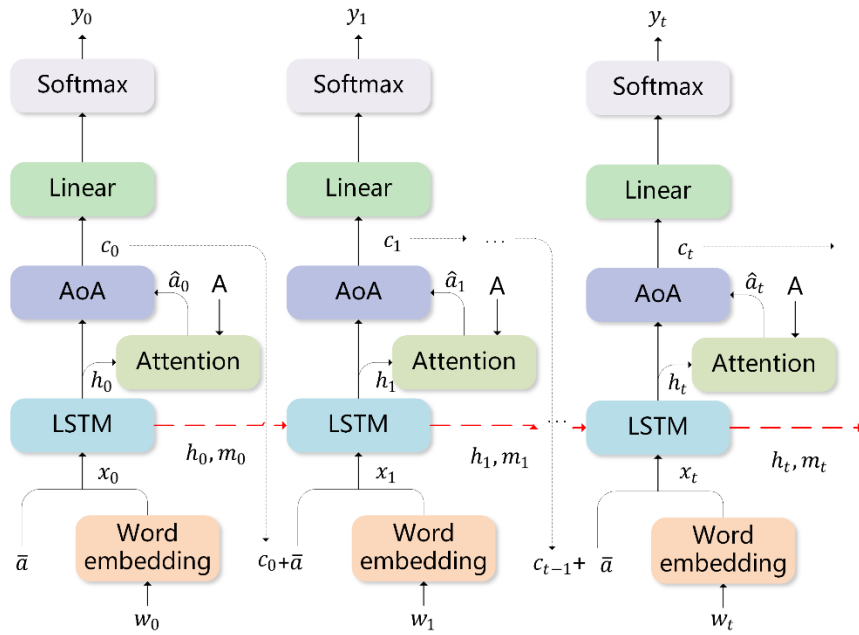 y₀ y₁ yₜ
Softmax Softmax Softmax
Linear Linear Linear
c₀ c₁ ... cₜ
AoA â₀ A AoA â₁ A AoA âₜ A
Attention Attention Attention
h₀ h₁ hₜ
LSTM LSTM ... LSTM
h₀, m₀ h₁, m₁ hₜ, mₜ
x₀ x₁ xₜ
ā Word embedding c₀+ā Word embedding cₜ₋₁+ ā Word embedding
w₀ w₁ wₜ